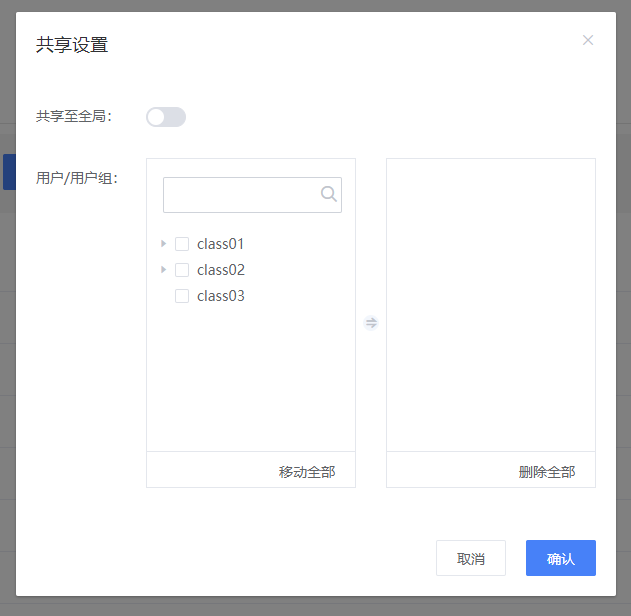 共享设置
共享至全局：
用户/用户组：
class01
class02
class03
移动全部
删除全部
取消
确认